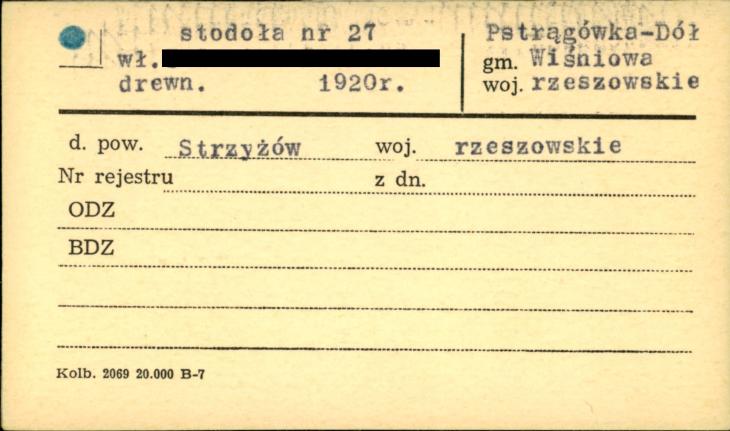 stodoła nr 27
wł.
drewn. 1920r.
Pstrągówka-Dół
gm. Wiśniowa
woj. rzeszowskie
d. pow. Strzyżów woj. rzeszowskie
Nr rejestru z dn.
ODZ
BDZ
Kolb. 2069 20.000 B-7